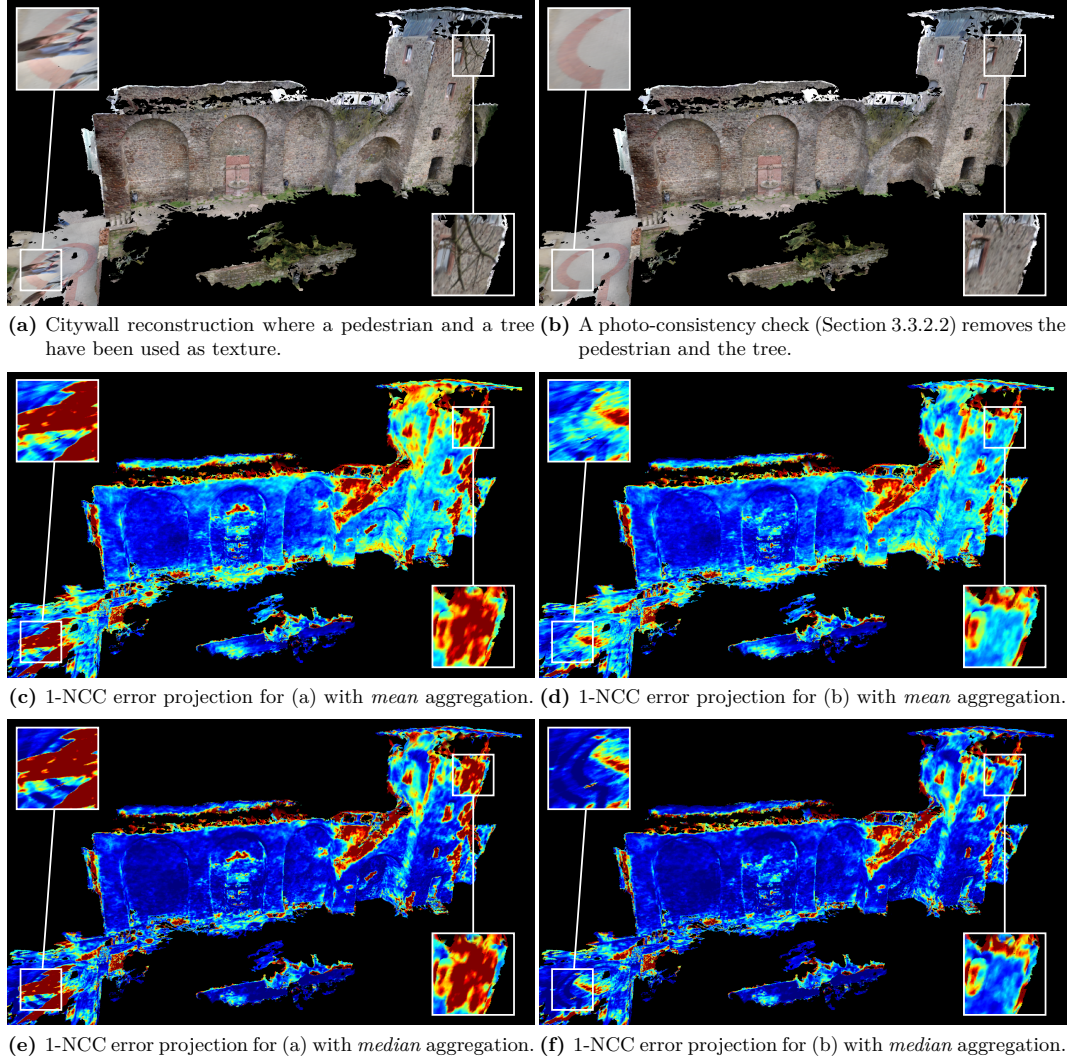 (a) Citywall reconstruction where a pedestrian and a tree
have been used as texture.
(b) A photo-consistency check (Section 3.3.2.2) removes the
pedestrian and the tree.
(c) 1-NCC error projection for (a) with mean aggregation.
(d) 1-NCC error projection for (b) with mean aggregation.
(e) 1-NCC error projection for (a) with median aggregation.
(f) 1-NCC error projection for (b) with median aggregation.